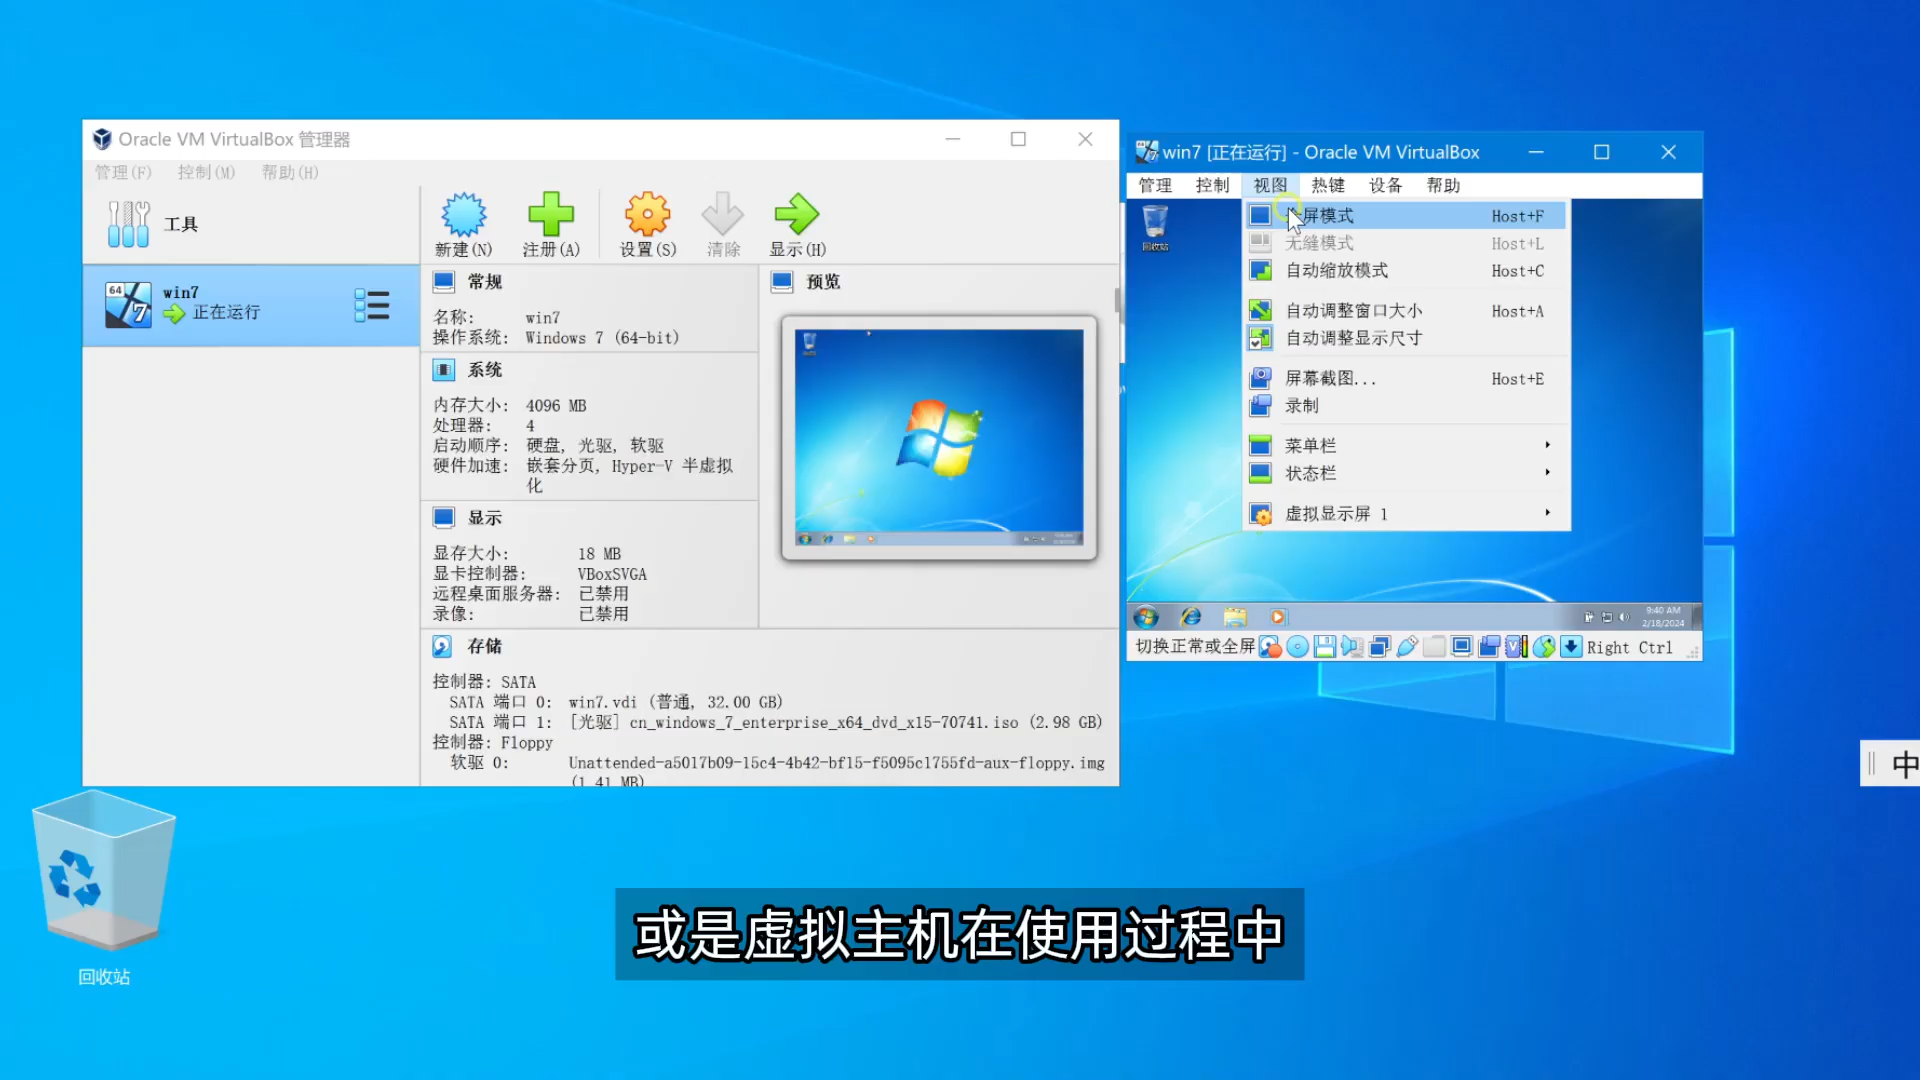 Oracle VM VirtualBox 管理器
管理(F) 控制(M) 帮助(H)
工具
新建(N) 注册(A) 设置(S) 清除 显示(H)
64
win7
正在运行
常规
名称: win7
操作系统: Windows 7 (64-bit)
系统
内存大小: 4096 MB
处理器: 4
启动顺序: 硬盘, 光驱, 软驱
硬件加速: 嵌套分页, Hyper-V 半虚拟
化
显示
显存大小: 18 MB
显卡控制器: VBoxSVGA
远程桌面服务器: 已禁用
录像: 已禁用
存储
控制器: SATA
SATA 端口 0: win7.vdi (普通, 32.00 GB)
SATA 端口 1: [光驱] cn_windows_7_enterprise_x64_dvd_x15-70741.iso (2.98 GB)
控制器: Floppy
软驱 0: Unattended-a5017b09-15c4-4b42-bf15-f5095c1755fd-aux-floppy.img
(1.41 MB)
预览
win7 [正在运行] - Oracle VM VirtualBox
管理 控制 视图 热键 设备 帮助
回收站
屏模式 Host+F
无缝模式 Host+L
自动缩放模式 Host+C
自动调整窗口大小 Host+A
自动调整显示尺寸
屏幕截图... Host+E
录制
菜单栏
状态栏
虚拟显示屏 1
9:40 AM
2/18/2024
切换正常或全屏 Right Ctrl
中
回收站
或是虚拟主机在使用过程中